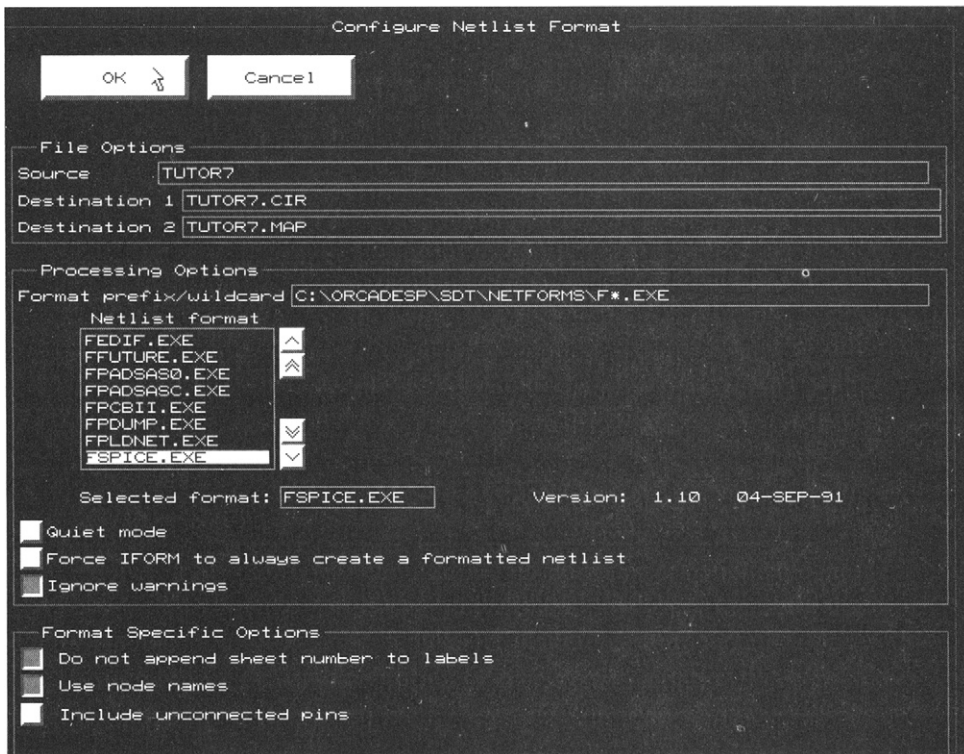 Configure Netlist Format
OK Cancel
File Options
Source TUTOR7
Destination 1 TUTOR7.CIR
Destination 2 TUTOR7.MAP
Processing Options
Format prefix/wildcard C:\ORCADESP\SDT\NETFORMS\F*.EXE
Netlist format
FEDIF.EXE
FFUTURE.EXE
FPADSAS0.EXE
FPADSASC.EXE
FPCBII.EXE
FPDUMP.EXE
FPLDNET.EXE
FSPICE.EXE
Selected format: FSPICE.EXE Version: 1.10 04-SEP-91
Quiet mode
Force IFORM to always create a formatted netlist
Ignore warnings
Format Specific Options
Do not append sheet number to labels
Use node names
Include unconnected pins